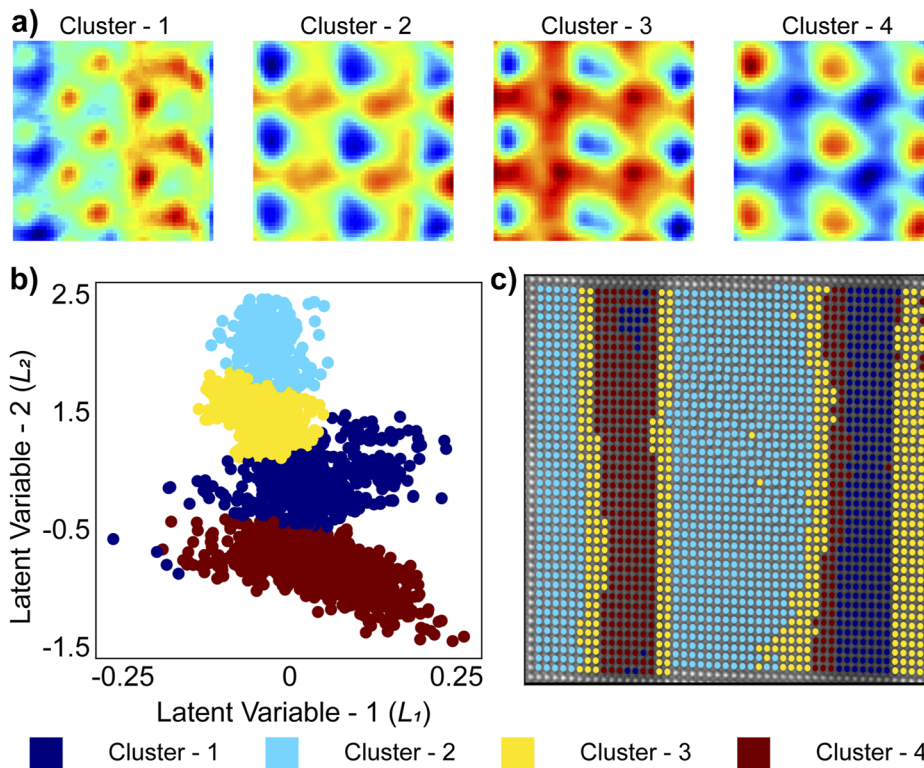 a) Cluster - 1 Cluster - 2 Cluster - 3 Cluster - 4
b) c)
2.5
1.5
-0.5
-1.5
Latent Variable - 2 (L₂)
-0.25 0 0.25
Latent Variable - 1 (L₁)
Cluster - 1 Cluster - 2 Cluster - 3 Cluster - 4